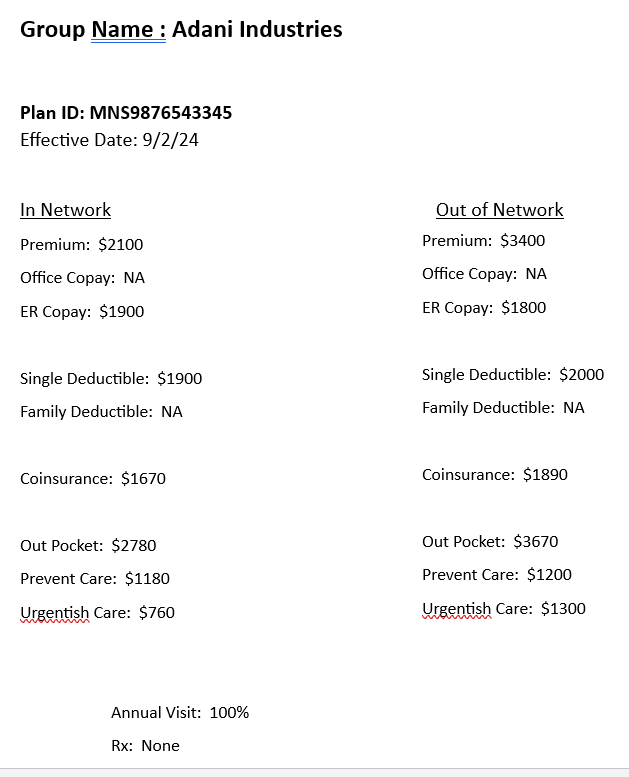 Group Name : Adani Industries
Plan ID: MNS9876543345
Effective Date: 9/2/24
In Network
Premium:  $2100
Office Copay:  NA
ER Copay:  $1900
Single Deductible:  $1900
Family Deductible:  NA
Coinsurance:  $1670
Out Pocket:  $2780
Prevent Care:  $1180
Urgentish Care:  $760
Out of Network
Premium:  $3400
Office Copay:  NA
ER Copay:  $1800
Single Deductible:  $2000
Family Deductible:  NA
Coinsurance:  $1890
Out Pocket:  $3670
Prevent Care:  $1200
Urgentish Care:  $1300
Annual Visit:  100%
Rx:  None